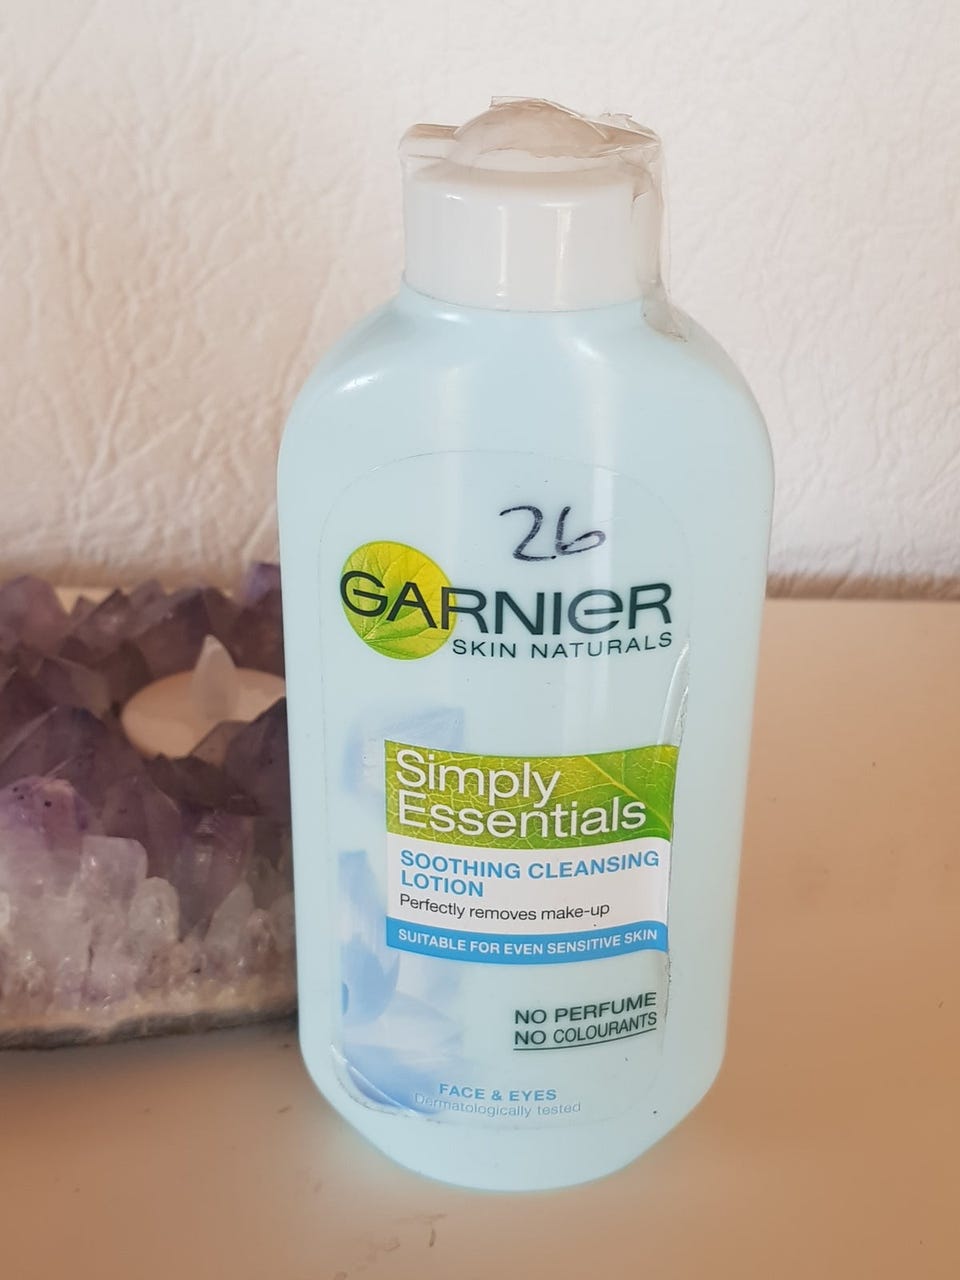 26
GARNIER
SKIN NATURALS
Simply
Essentials
SOOTHING CLEANSING
LOTION
Perfectly removes make-up
SUITABLE FOR EVEN SENSITIVE SKIN
NO PERFUME
NO COLOURANTS
FACE & EYES
Dermatologically tested